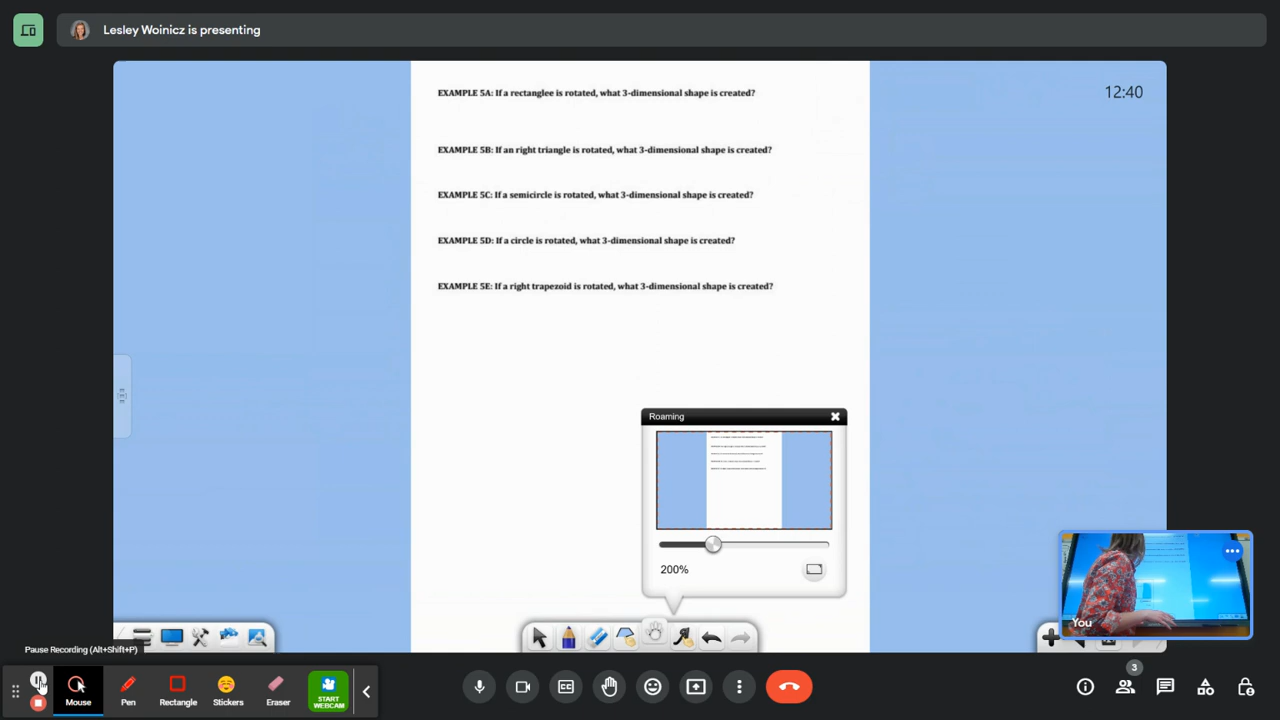 Lesley Woinicz is presenting
12:40
EXAMPLE 5A: If a rectanglee is rotated, what 3-dimensional shape is created?
EXAMPLE 5B: If an right triangle is rotated, what 3-dimensional shape is created?
EXAMPLE 5C: If a semicircle is rotated, what 3-dimensional shape is created?
EXAMPLE 5D: If a circle is rotated, what 3-dimensional shape is created?
EXAMPLE 5E: If a right trapezoid is rotated, what 3-dimensional shape is created?
Roaming
200%
You
Pause Recording (Alt+Shift+P)
Mouse
Pen
Rectangle
Stickers
Eraser
START
WEBCAM
3